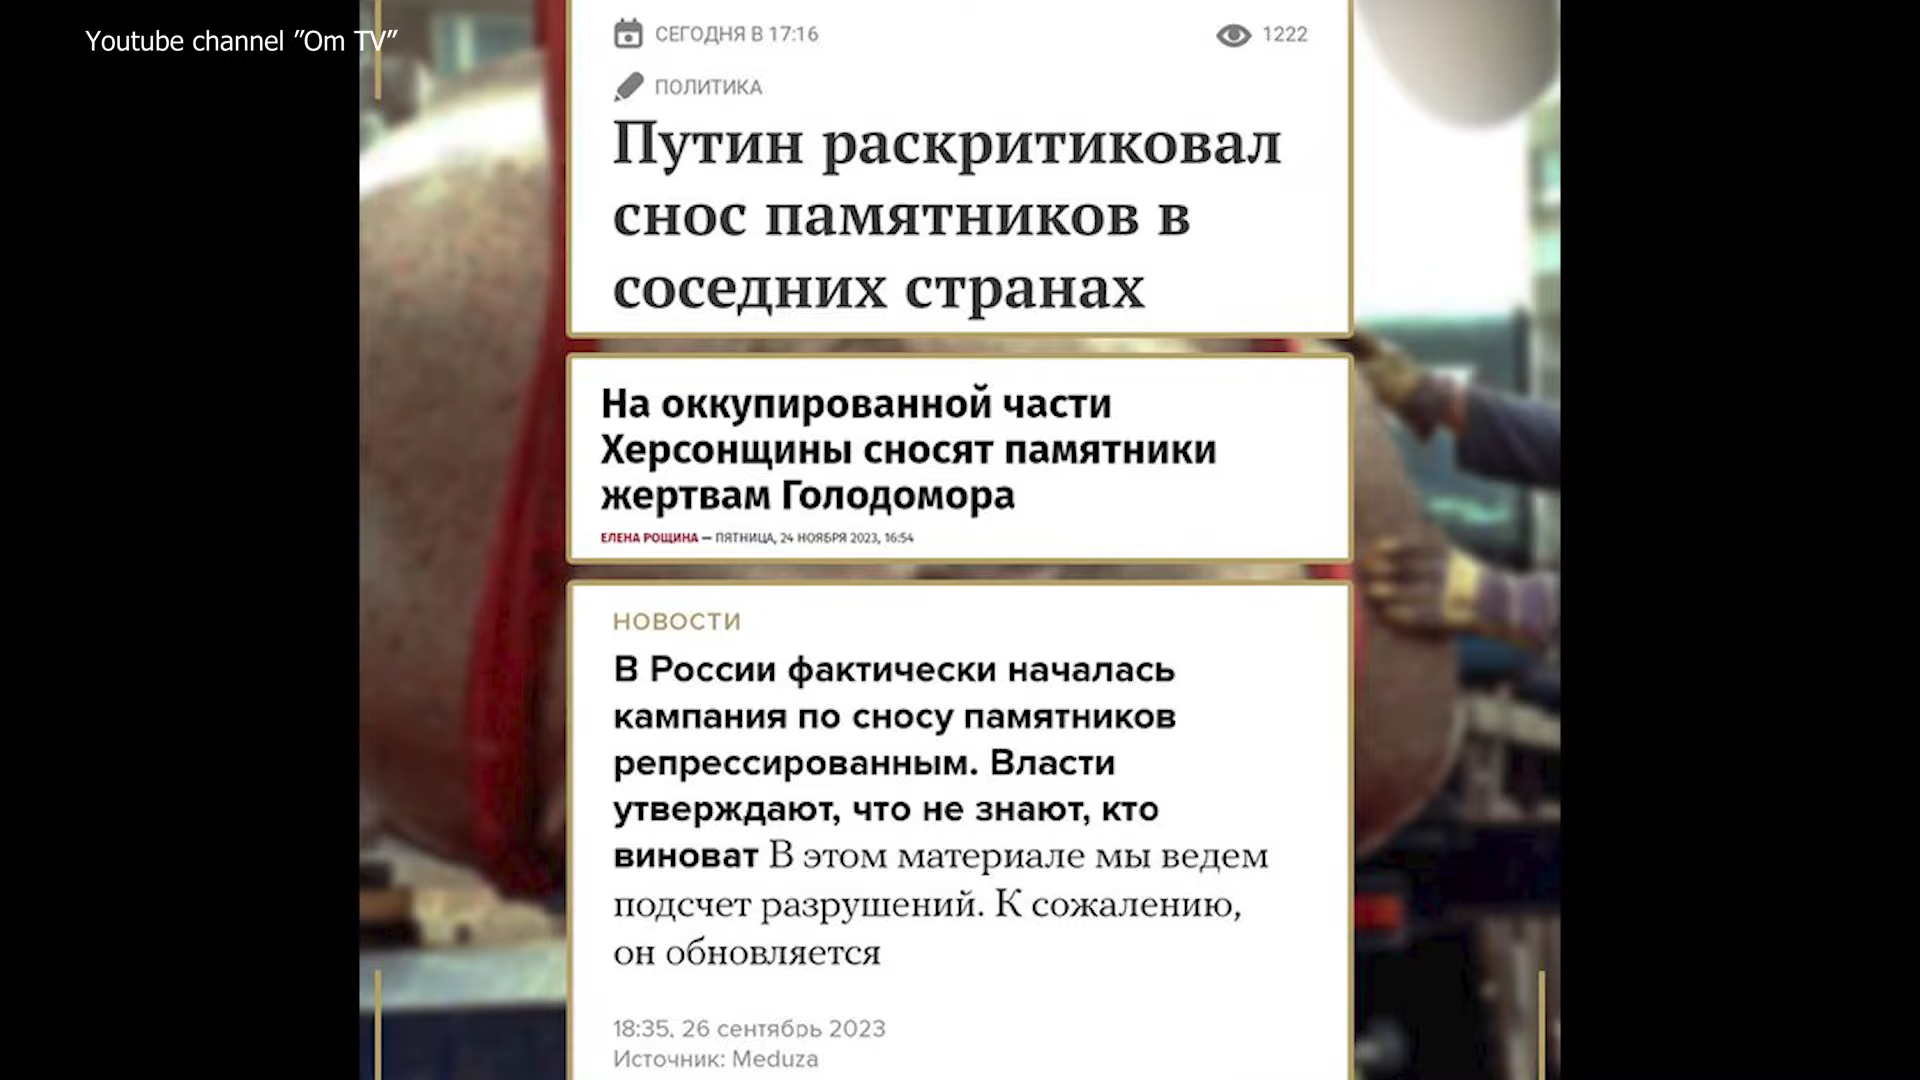 Youtube channel ”Om TV”
СЕГОДНЯ В 17:16
1222
ПОЛИТИКА
Путин раскритиковал
снос памятников в
соседних странах
На оккупированной части
Херсонщины сносят памятники
жертвам Голодомора
ЕЛЕНА РОЩИНА — ПЯТНИЦА, 24 НОЯБРЯ 2023, 16:54
НОВОСТИ
В России фактически началась
кампания по сносу памятников
репрессированным. Власти
утверждают, что не знают, кто
виноват В этом материале мы ведем
подсчет разрушений. К сожалению,
он обновляется
18:35, 26 сентябрь 2023
Источник: Meduza